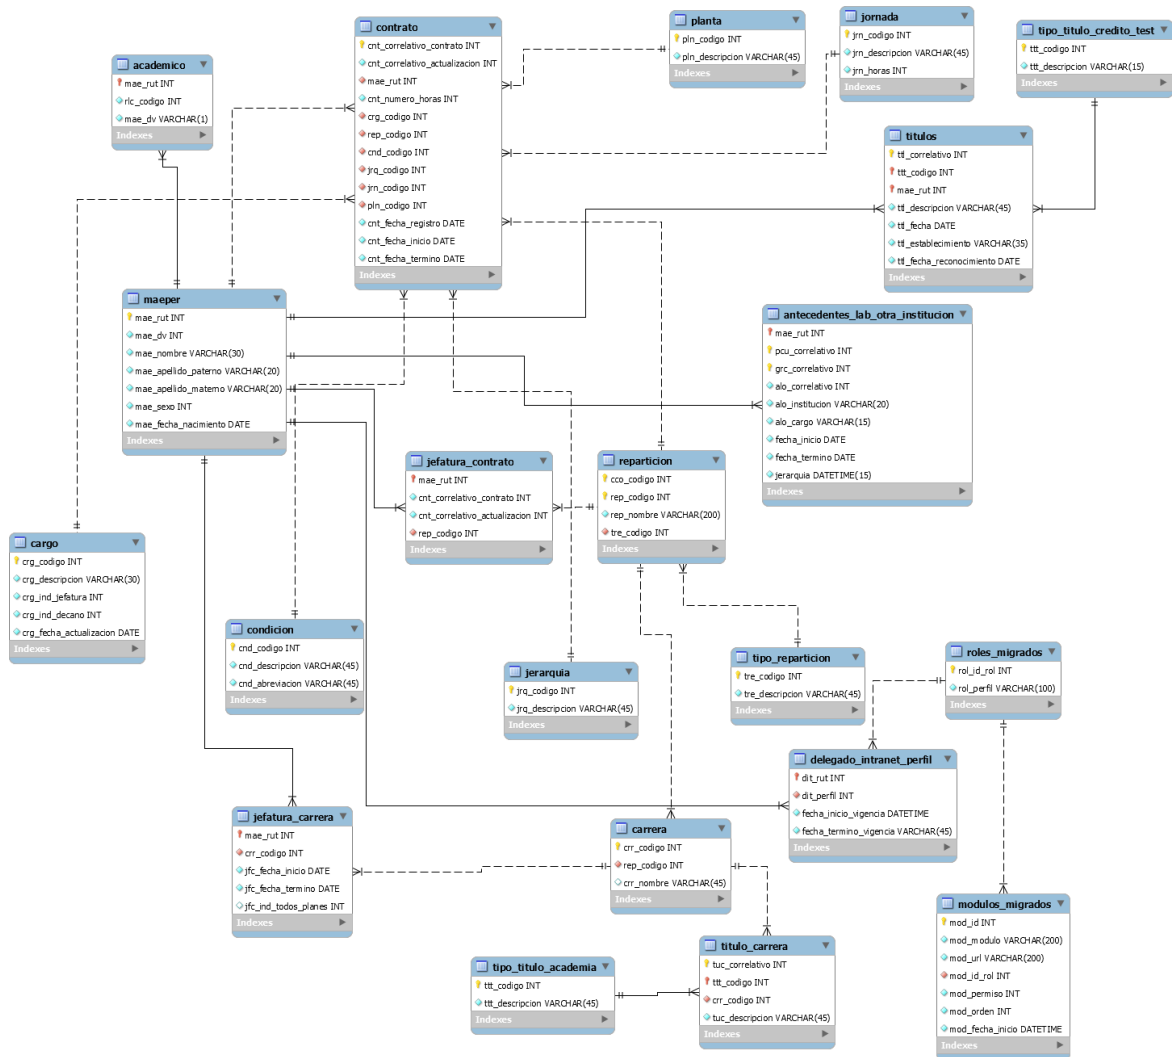 contrato
cnt_correlativo_contrato INT
cnt_correlativo_actualizacion INT
mae_rut INT
cnt_numero_horas INT
crg_codigo INT
rep_codigo INT
cnd_codigo INT
jrq_codigo INT
jrn_codigo INT
pln_codigo INT
cnt_fecha_registro DATE
cnt_fecha_inicio DATE
cnt_fecha_termino DATE
Indexes
planta
pln_codigo INT
pln_descripcion VARCHAR(45)
Indexes
jornada
jrn_codigo INT
jrn_descripcion VARCHAR(45)
jrn_horas INT
Indexes
tipo_titulo_credito_test
ttt_codigo INT
ttt_descripcion VARCHAR(15)
Indexes
academico
mae_rut INT
rlc_codigo INT
mae_dv VARCHAR(1)
Indexes
titulos
ttl_correlativo INT
ttt_codigo INT
mae_rut INT
ttl_descripcion VARCHAR(45)
ttl_fecha DATE
ttl_establecimiento VARCHAR(35)
ttl_fecha_reconocimiento DATE
Indexes
maeper
mae_rut INT
mae_dv INT
mae_nombre VARCHAR(30)
mae_apellido_paterno VARCHAR(20)
mae_apellido_materno VARCHAR(20)
mae_sexo INT
mae_fecha_nacimiento DATE
Indexes
antecedentes_lab_otra_institucion
mae_rut INT
pcu_correlativo INT
grc_correlativo INT
alo_correlativo INT
alo_institucion VARCHAR(20)
alo_cargo VARCHAR(15)
fecha_inicio DATE
fecha_termino DATE
jerarquia DATETIME(15)
Indexes
jefatura_contrato
mae_rut INT
cnt_correlativo_contrato INT
cnt_correlativo_actualizacion INT
rep_codigo INT
Indexes
reparticion
cco_codigo INT
rep_codigo INT
rep_nombre VARCHAR(200)
tre_codigo INT
Indexes
cargo
crg_codigo INT
crg_descripcion VARCHAR(30)
crg_ind_jefatura INT
crg_ind_decano INT
crg_fecha_actualizacion DATE
Indexes
condicion
cnd_codigo INT
cnd_descripcion VARCHAR(45)
cnd_abreviacion VARCHAR(45)
Indexes
jerarquia
jrq_codigo INT
jrq_descripcion VARCHAR(45)
Indexes
tipo_reparticion
tre_codigo INT
tre_descripcion VARCHAR(45)
Indexes
roles_migrados
rol_id_rol INT
rol_perfil VARCHAR(100)
Indexes
delegado_intranet_perfil
dit_rut INT
dit_perfil INT
fecha_inicio_vigencia DATETIME
fecha_termino_vigencia VARCHAR(45)
Indexes
jefatura_carrera
mae_rut INT
crr_codigo INT
jfc_fecha_inicio DATE
jfc_fecha_termino DATE
jfc_ind_todos_planes INT
Indexes
carrera
crr_codigo INT
rep_codigo INT
crr_nombre VARCHAR(45)
Indexes
modulos_migrados
mod_id INT
mod_modulo VARCHAR(200)
mod_url VARCHAR(200)
mod_id_rol INT
mod_permiso INT
mod_orden INT
mod_fecha_inicio DATETIME
Indexes
tipo_titulo_academia
ttt_codigo INT
ttt_descripcion VARCHAR(45)
Indexes
titulo_carrera
tuc_correlativo INT
ttt_codigo INT
crr_codigo INT
tuc_descripcion VARCHAR(45)
Indexes